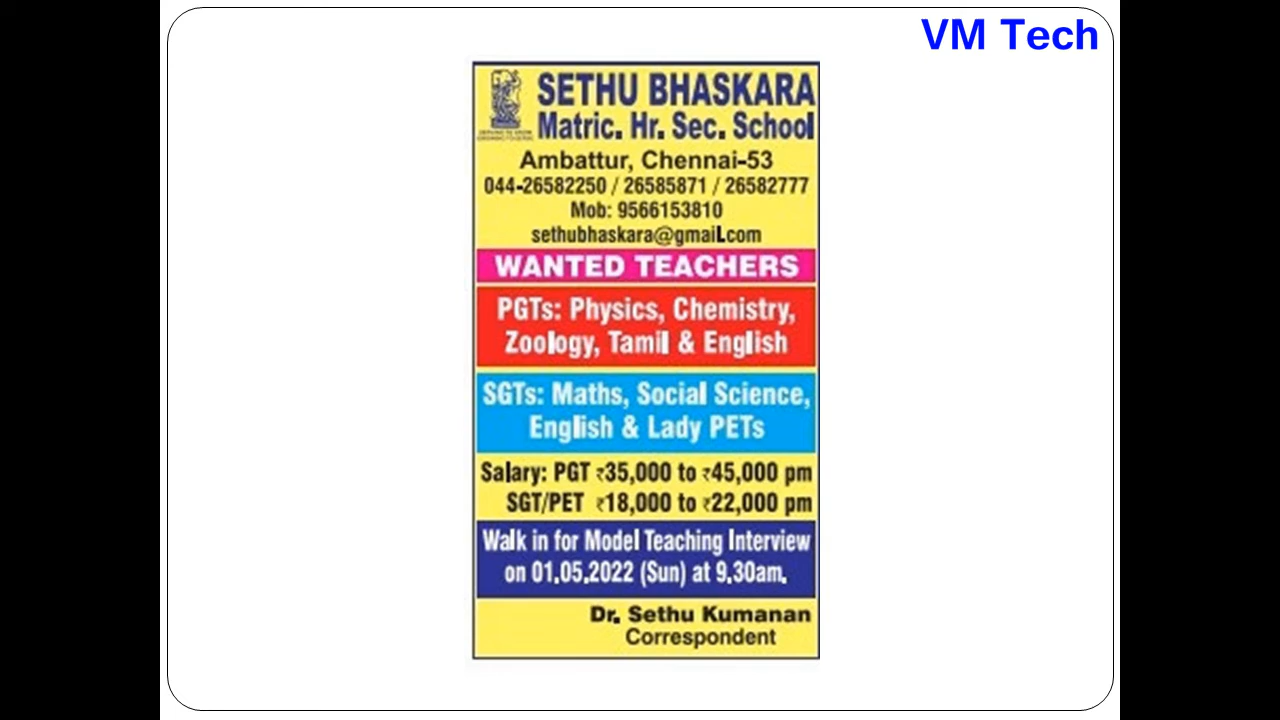 VM Tech
SETHU BHASKARA
Matric. Hr. Sec. School
Ambattur, Chennai-53
044-26582250 / 26585871 / 26582777
Mob: 9566153810
sethubhaskara@gmail.com
WANTED TEACHERS
PGTs: Physics, Chemistry,
Zoology, Tamil & English
SGTs: Maths, Social Science,
English & Lady PETs
Salary: PGT ₹35,000 to ₹45,000 pm
SGT/PET ₹18,000 to ₹22,000 pm
Walk in for Model Teaching Interview
on 01.05.2022 (Sun) at 9.30am.
Dr. Sethu Kumanan
Correspondent